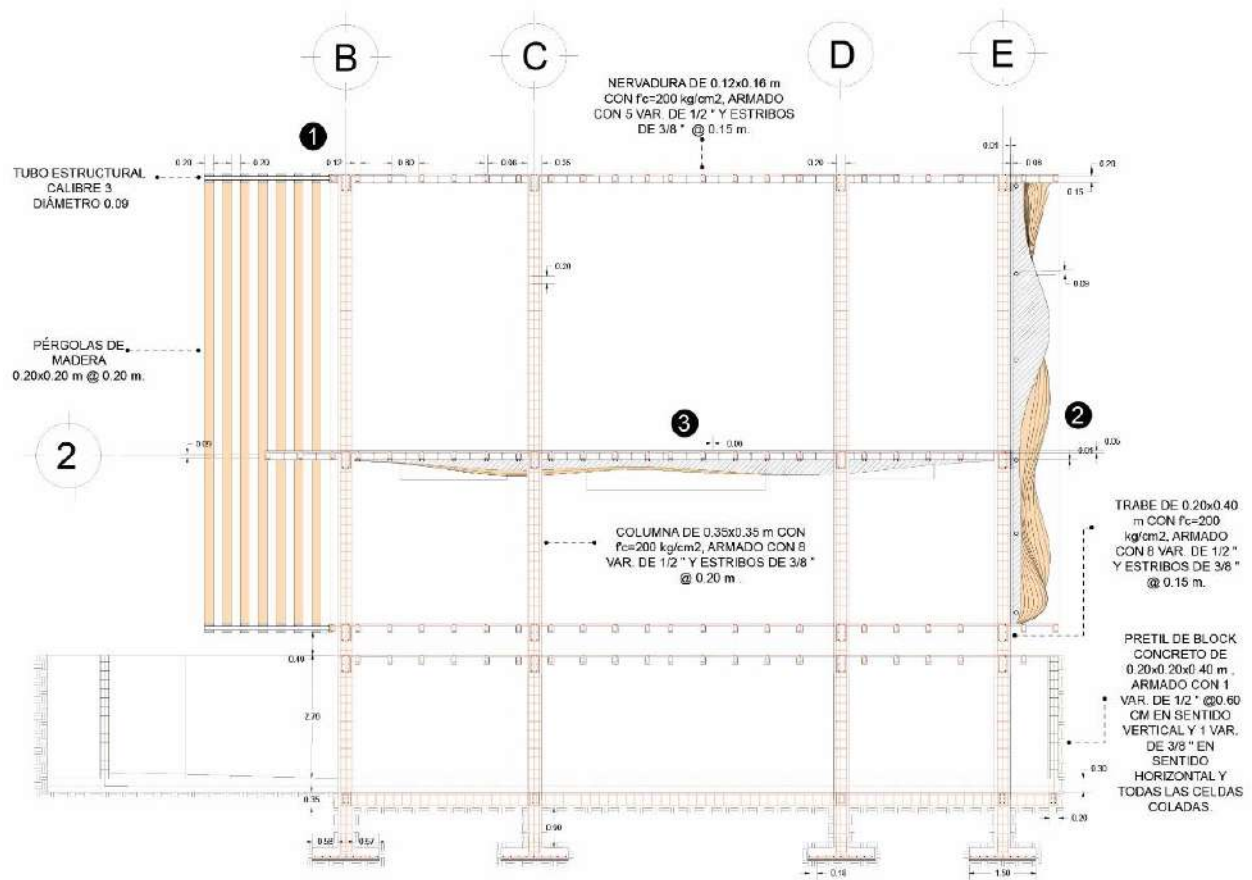 B
C
D
E
NERVADURA DE 0.12x0.16 m
CON f'c=200 kg/cm2, ARMADO
CON 5 VAR. DE 1/2 " Y ESTRIBOS
DE 3/8 " @ 0.15 m.
1
0.20
0.20
0.12
0.80
0.06
0.35
0.20
0.01
0.08
0.20
0.15
TUBO ESTRUCTURAL
CALIBRE 3
DIÁMETRO 0.09
0.20
0.09
PÉRGOLAS DE
MADERA
0.20x0.20 m @ 0.20 m.
2
0.09
3
0.06
2
0.05
0.01
COLUMNA DE 0.35x0.35 m CON
f'c=200 kg/cm2, ARMADO CON 8
VAR. DE 1/2 " Y ESTRIBOS DE 3/8 "
@ 0.20 m .
TRABE DE 0.20x0.40
m CON f'c=200
kg/cm2, ARMADO
CON 8 VAR. DE 1/2 "
Y ESTRIBOS DE 3/8 "
@ 0.15 m.
PRETIL DE BLOCK
CONCRETO DE
0.20x0.20x0.40 m ,
ARMADO CON 1
VAR. DE 1/2 " @0.60
CM EN SENTIDO
VERTICAL Y 1 VAR.
DE 3/8 " EN
SENTIDO
HORIZONTAL Y
TODAS LAS CELDAS
COLADAS.
0.40
2.70
0.30
0.35
0.20
0.90
0.57
0.18
1.50